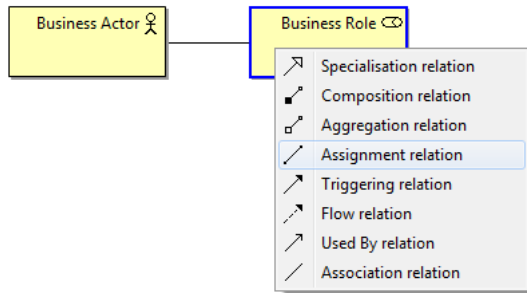 Business Actor
Business Role
Specialisation relation
Composition relation
Aggregation relation
Assignment relation
Triggering relation
Flow relation
Used By relation
Association relation